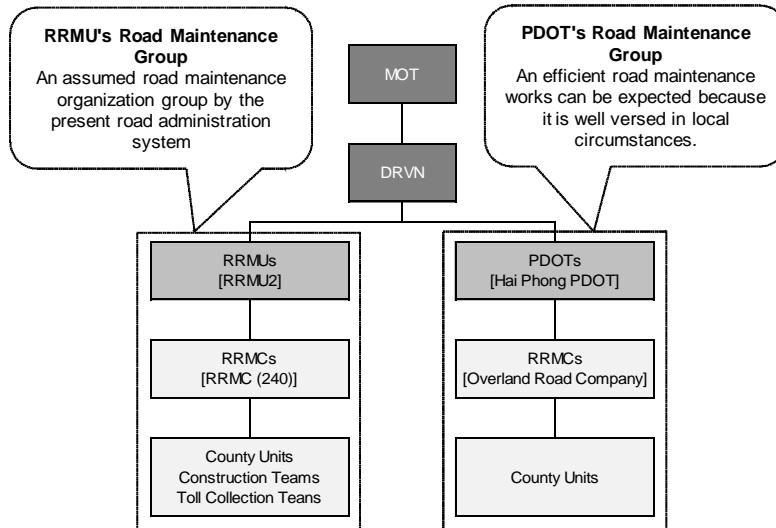 RRMU's Road Maintenance
Group
An assumed road maintenance
organization group by the
present road administration
system
PDOT's Road Maintenance
Group
An efficient road maintenance
works can be expected because
it is well versed in local
circumstances.
MOT
DRVN
RRMUs
[RRMU2]
PDOTs
[Hai Phong PDOT]
RRMCs
[RRMC (240)]
RRMCs
[Overland Road Company]
County Units
Construction Teams
Toll Collection Teans
County Units